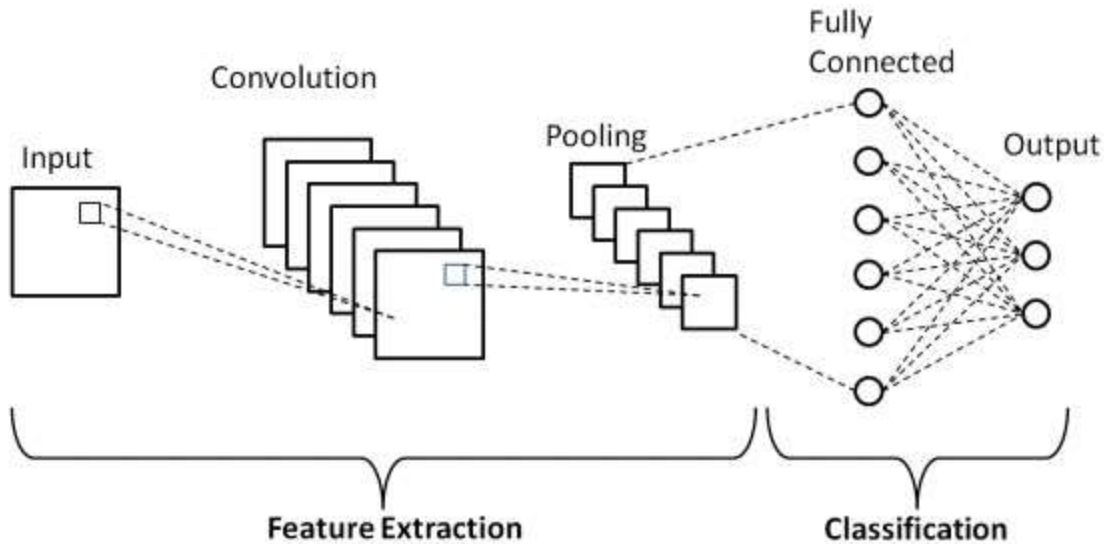 Fully
Connected
Convolution
Pooling
Output
Input
Feature Extraction
Classification